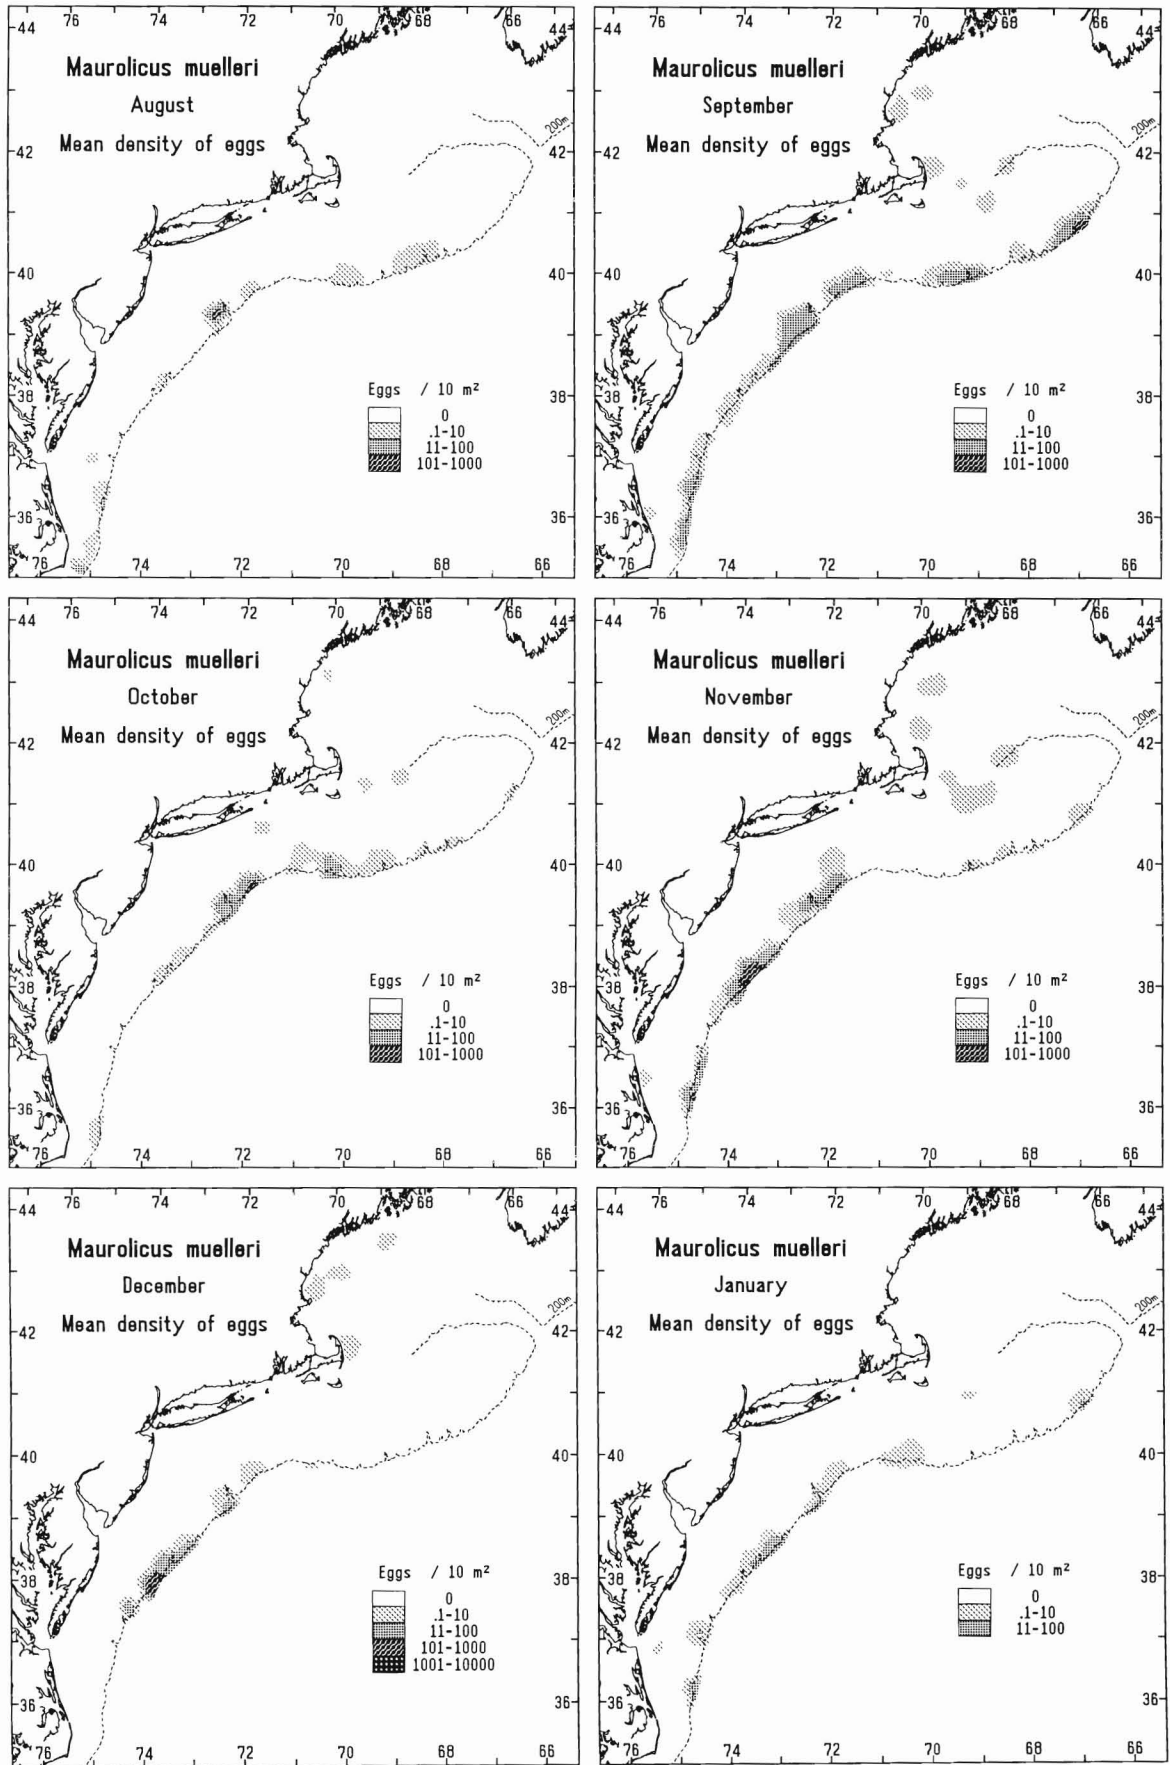 76 74 72 70 68 66
44
Maurolicus muelleri
August
Mean density of eggs
200m
42
40
38
36
Eggs / 10 m²
0
.1-10
11-100
101-1000
38
36
76 74 72 70 68 66
76 74 72 70 68 66
44 44
Maurolicus muelleri
September
Mean density of eggs
200m
42 42
40 40
38 38
Eggs / 10 m²
0
.1-10
11-100
101-1000
36 36
76 74 72 70 68 66
76 74 72 70 68 66
44 44
Maurolicus muelleri
October
Mean density of eggs
200m
42 42
40 40
38 38
Eggs / 10 m²
0
.1-10
11-100
101-1000
36 36
76 74 72 70 68 66
76 74 72 70 68 66
44 44
Maurolicus muelleri
November
Mean density of eggs
200m
42 42
40 40
38 38
Eggs / 10 m²
0
.1-10
11-100
101-1000
36 36
76 74 72 70 68 66
76 74 72 70 68 66
44 44
Maurolicus muelleri
December
Mean density of eggs
200m
42 42
40 40
38 38
Eggs / 10 m²
0
.1-10
11-100
101-1000
1001-10000
36 36
76 74 72 70 68 66
76 74 72 70 68 66
44 44
Maurolicus muelleri
January
Mean density of eggs
200m
42 42
40 40
38 38
Eggs / 10 m²
0
.1-10
11-100
36 36
76 74 72 70 68 66